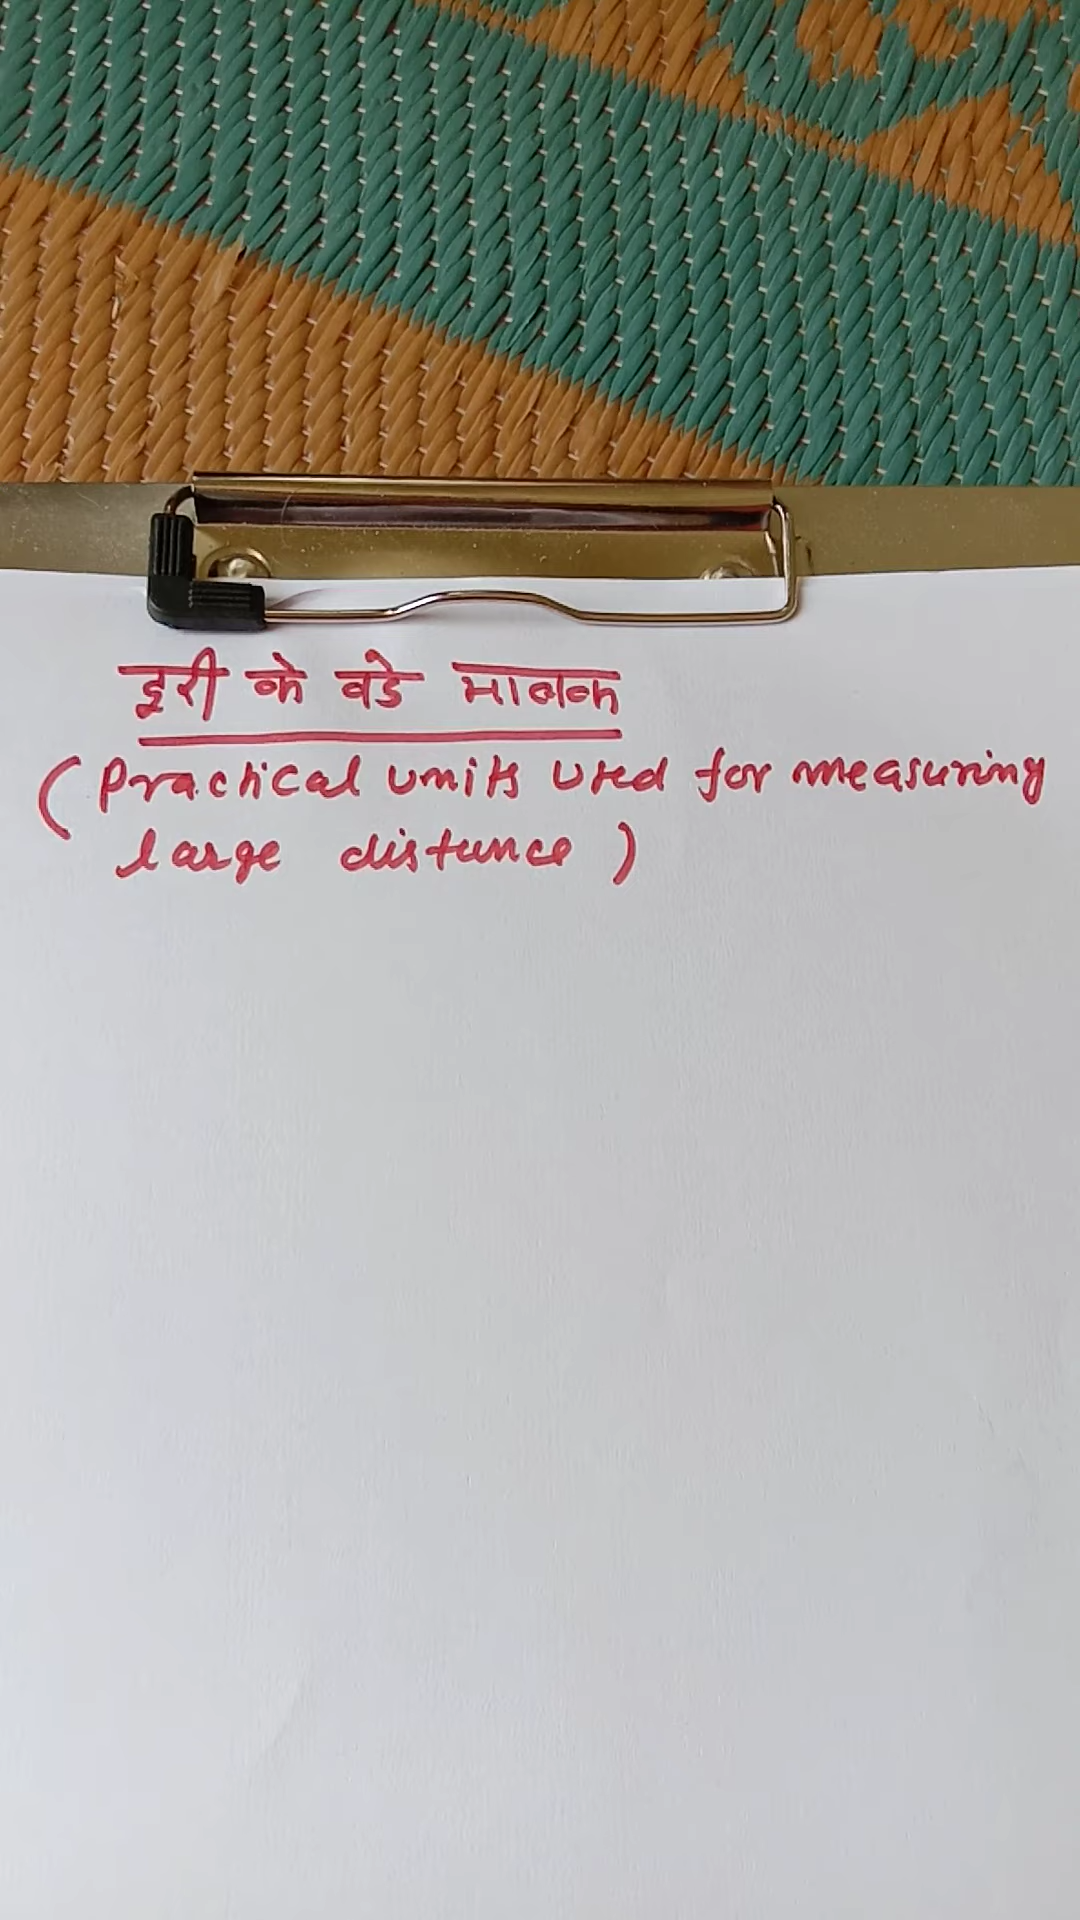 दूरी के बडे मात्रक
(Practical units used for measuring
large distance)